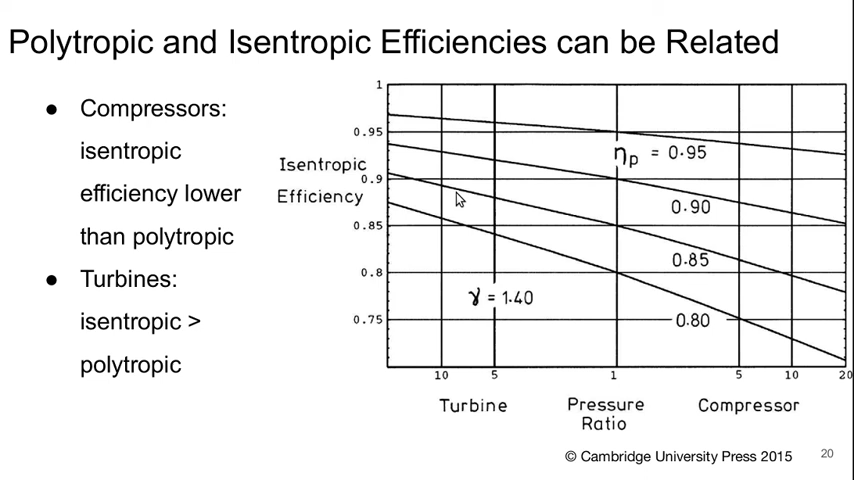 Polytropic and Isentropic Efficiencies can be Related
● Compressors:
isentropic
efficiency lower
than polytropic
● Turbines:
isentropic >
polytropic
Isentropic
Efficiency
1
0.95
0.9
0.85
0.8
0.75
ηp = 0.95
0.90
0.85
0.80
γ = 1.40
10 5 1 5 10 20
Turbine Pressure Compressor
Ratio
© Cambridge University Press 2015 20